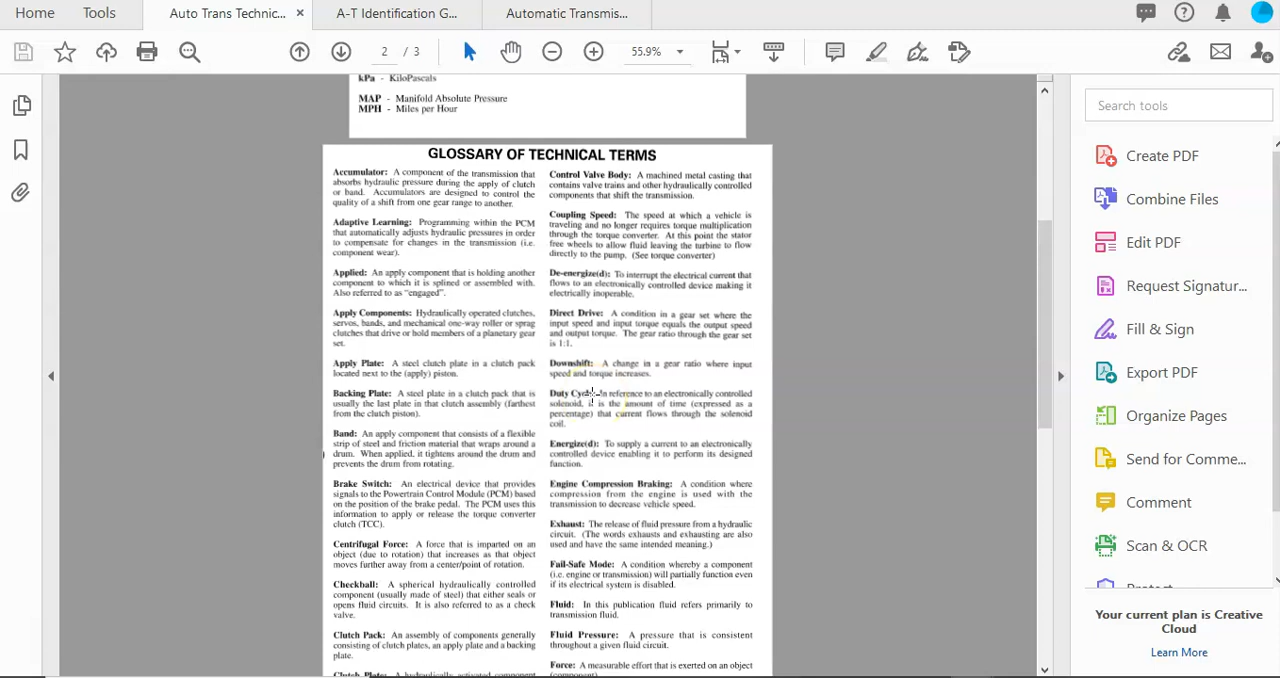 Home Tools Auto Trans Technic... × A-T Identification G... Automatic Transmis...
2 / 3 55.9%
kPa - KiloPascals
MAP - Manifold Absolute Pressure
MPH - Miles per Hour
GLOSSARY OF TECHNICAL TERMS
Accumulator: A component of the transmission that
absorbs hydraulic pressure during the apply of clutch
or band. Accumulators are designed to control the
quality of a shift from one gear range to another.
Adaptive Learning: Programming within the PCM
that automatically adjusts hydraulic pressures in order
to compensate for changes in the transmission (i.e.
component wear).
Applied: An apply component that is holding another
component to which it is splined or assembled with.
Also referred to as "engaged".
Apply Components: Hydraulically operated clutches,
servos, bands, and mechanical one-way roller or sprag
clutches that drive or hold members of a planetary gear
set.
Apply Plate: A steel clutch plate in a clutch pack
located next to the (apply) piston.
Backing Plate: A steel plate in a clutch pack that is
usually the last plate in that clutch assembly (farthest
from the clutch piston).
Band: An apply component that consists of a flexible
strip of steel and friction material that wraps around a
drum. When applied, it tightens around the drum and
prevents the drum from rotating.
Brake Switch: An electrical device that provides
signals to the Powertrain Control Module (PCM) based
on the position of the brake pedal. The PCM uses this
information to apply or release the torque converter
clutch (TCC).
Centrifugal Force: A force that is imparted on an
object (due to rotation) that increases as that object
moves further away from a center/point of rotation.
Checkball: A spherical hydraulically controlled
component (usually made of steel) that either seals or
opens fluid circuits. It is also referred to as a check
valve.
Clutch Pack: An assembly of components generally
consisting of clutch plates, an apply plate and a backing
plate.
Clutch Plate: A hydraulically activated component
Control Valve Body: A machined metal casting that
contains valve trains and other hydraulically controlled
components that shift the transmission.
Coupling Speed: The speed at which a vehicle is
traveling and no longer requires torque multiplication
through the torque converter. At this point the stator
free wheels to allow fluid leaving the turbine to flow
directly to the pump. (See torque converter)
De-energize(d): To interrupt the electrical current that
flows to an electronically controlled device making it
electrically inoperable.
Direct Drive: A condition in a gear set where the
input speed and input torque equals the output speed
and output torque. The gear ratio through the gear set
is 1:1.
Downshift: A change in a gear ratio where input
speed and torque increases.
Duty Cycle: In reference to an electronically controlled
solenoid, it is the amount of time (expressed as a
percentage) that current flows through the solenoid
coil.
Energize(d): To supply a current to an electronically
controlled device enabling it to perform its designed
function.
Engine Compression Braking: A condition where
compression from the engine is used with the
transmission to decrease vehicle speed.
Exhaust: The release of fluid pressure from a hydraulic
circuit. (The words exhausts and exhausting are also
used and have the same intended meaning.)
Fail-Safe Mode: A condition whereby a component
(i.e. engine or transmission) will partially function even
if its electrical system is disabled.
Fluid: In this publication fluid refers primarily to
transmission fluid.
Fluid Pressure: A pressure that is consistent
throughout a given fluid circuit.
Force: A measurable effort that is exerted on an object
(component)
Search tools
Create PDF
Combine Files
Edit PDF
Request Signatur...
Fill & Sign
Export PDF
Organize Pages
Send for Comme...
Comment
Scan & OCR
Protect
Your current plan is Creative
Cloud
Learn More